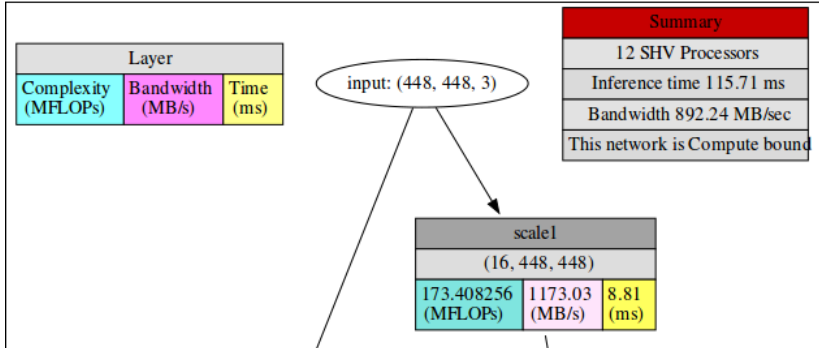 Layer
Complexity (MFLOPs)
Bandwidth (MB/s)
Time (ms)
input: (448, 448, 3)
Summary
12 SHV Processors
Inference time 115.71 ms
Bandwidth 892.24 MB/sec
This network is Compute bound
scale1
(16, 448, 448)
173.408256 (MFLOPs)
1173.03 (MB/s)
8.81 (ms)